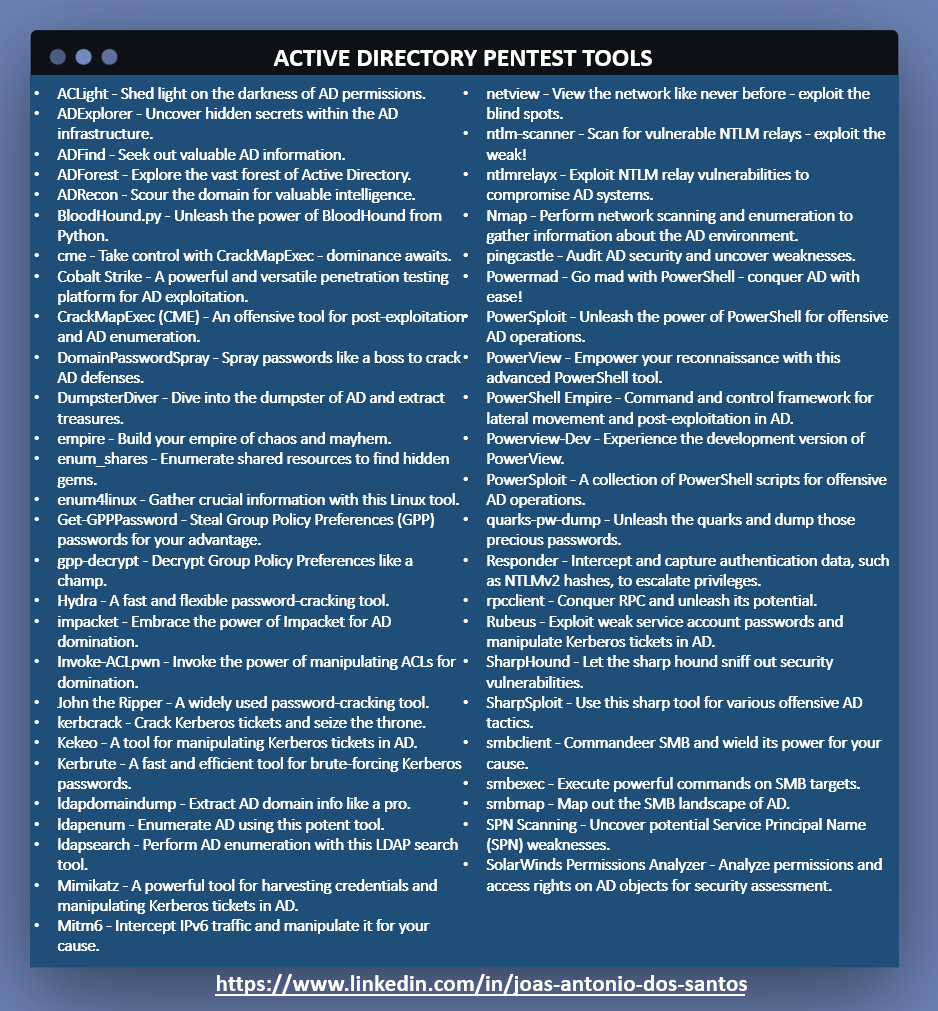 ACTIVE DIRECTORY PENTEST TOOLS
• ACLight - Shed light on the darkness of AD permissions.
• ADExplorer - Uncover hidden secrets within the AD
infrastructure.
• ADFind - Seek out valuable AD information.
• ADForest - Explore the vast forest of Active Directory.
• ADRecon - Scour the domain for valuable intelligence.
• BloodHound.py - Unleash the power of BloodHound from
Python.
• cme - Take control with CrackMapExec - dominance awaits.
• Cobalt Strike - A powerful and versatile penetration testing
platform for AD exploitation.
• CrackMapExec (CME) - An offensive tool for post-exploitation
and AD enumeration.
• DomainPasswordSpray - Spray passwords like a boss to crack
AD defenses.
• DumpsterDiver - Dive into the dumpster of AD and extract
treasures.
• empire - Build your empire of chaos and mayhem.
• enum_shares - Enumerate shared resources to find hidden
gems.
• enum4linux - Gather crucial information with this Linux tool.
• Get-GPPPassword - Steal Group Policy Preferences (GPP)
passwords for your advantage.
• gpp-decrypt - Decrypt Group Policy Preferences like a
champ.
• Hydra - A fast and flexible password-cracking tool.
• impacket - Embrace the power of Impacket for AD
domination.
• Invoke-ACLpwn - Invoke the power of manipulating ACLs for
domination.
• John the Ripper - A widely used password-cracking tool.
• kerbcrack - Crack Kerberos tickets and seize the throne.
• Kekeo - A tool for manipulating Kerberos tickets in AD.
• Kerbrute - A fast and efficient tool for brute-forcing Kerberos
passwords.
• ldapdomaindump - Extract AD domain info like a pro.
• ldapenum - Enumerate AD using this potent tool.
• ldapsearch - Perform AD enumeration with this LDAP search
tool.
• Mimikatz - A powerful tool for harvesting credentials and
manipulating Kerberos tickets in AD.
• Mitm6 - Intercept IPv6 traffic and manipulate it for your
cause.
• netview - View the network like never before - exploit the
blind spots.
• ntlm-scanner - Scan for vulnerable NTLM relays - exploit the
weak!
• ntlmrelayx - Exploit NTLM relay vulnerabilities to
compromise AD systems.
• Nmap - Perform network scanning and enumeration to
gather information about the AD environment.
• pingcastle - Audit AD security and uncover weaknesses.
• Powermad - Go mad with PowerShell - conquer AD with
ease!
• PowerSploit - Unleash the power of PowerShell for offensive
AD operations.
• PowerView - Empower your reconnaissance with this
advanced PowerShell tool.
• PowerShell Empire - Command and control framework for
lateral movement and post-exploitation in AD.
• Powerview-Dev - Experience the development version of
PowerView.
• PowerSploit - A collection of PowerShell scripts for offensive
AD operations.
• quarks-pw-dump - Unleash the quarks and dump those
precious passwords.
• Responder - Intercept and capture authentication data, such
as NTLMv2 hashes, to escalate privileges.
• rpcclient - Conquer RPC and unleash its potential.
• Rubeus - Exploit weak service account passwords and
manipulate Kerberos tickets in AD.
• SharpHound - Let the sharp hound sniff out security
vulnerabilities.
• SharpSploit - Use this sharp tool for various offensive AD
tactics.
• smbclient - Commandeer SMB and wield its power for your
cause.
• smbexec - Execute powerful commands on SMB targets.
• smbmap - Map out the SMB landscape of AD.
• SPN Scanning - Uncover potential Service Principal Name
(SPN) weaknesses.
• SolarWinds Permissions Analyzer - Analyze permissions and
access rights on AD objects for security assessment.
https://www.linkedin.com/in/joas-antonio-dos-santos